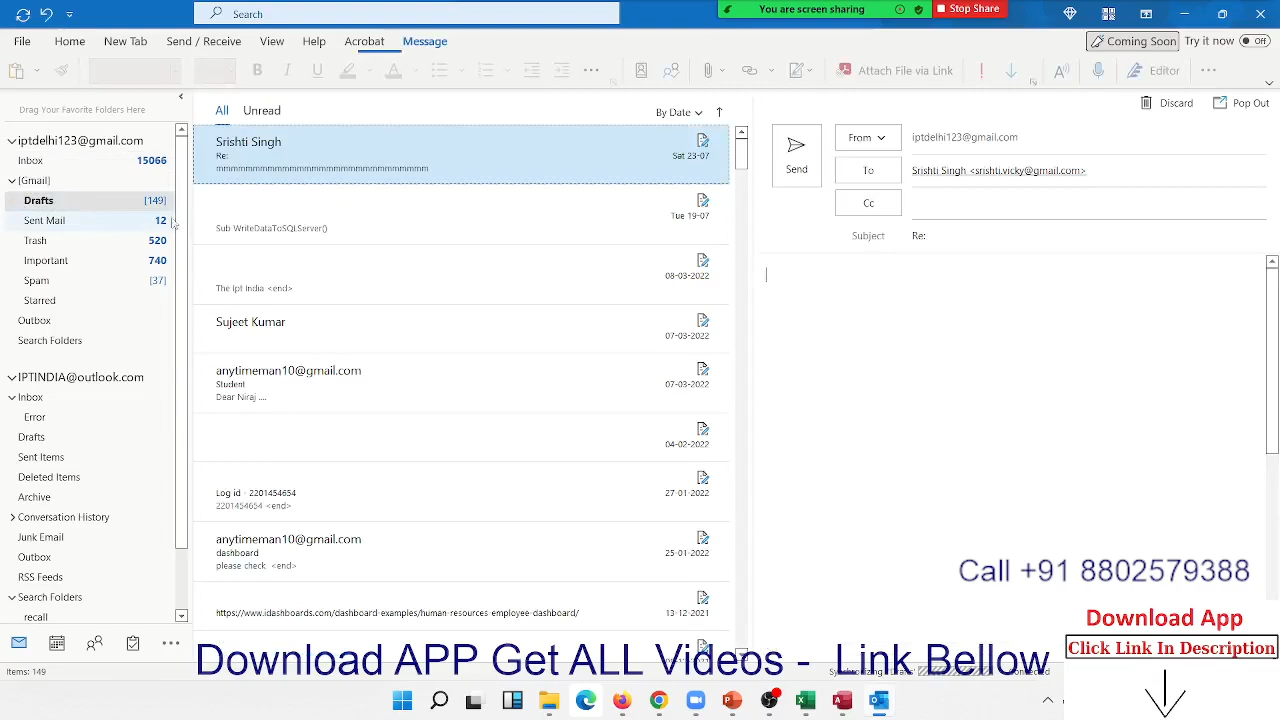 Search
You are screen sharing
Stop Share
File Home New Tab Send / Receive View Help Acrobat Message
Coming Soon Try it now Off
Attach File via Link
Editor
Drag Your Favorite Folders Here
iptdelhi123@gmail.com
Inbox 15066
[Gmail]
Drafts [149]
Sent Mail 12
Trash 520
Important 740
Spam [37]
Starred
Outbox
Search Folders
IPTINDIA@outlook.com
Inbox
Error
Drafts
Sent Items
Deleted Items
Archive
Conversation History
Junk Email
Outbox
RSS Feeds
Search Folders
recall
Items: 149
All Unread
By Date
Srishti Singh
Re: Sat 23-07
Tue 19-07
Sub WriteDataToSQLServer()
08-03-2022
The Ipt India <end>
Sujeet Kumar
07-03-2022
anytimeman10@gmail.com
Student 07-03-2022
Dear Niraj ....
04-02-2022
Log id - 2201454654 27-01-2022
2201454654 <end>
anytimeman10@gmail.com
dashboard 25-01-2022
please check <end>
https://www.idashboards.com/dashboard-examples/human-resources-employee-dashboard/ 13-12-2021
Discard Pop Out
Send
From iptdelhi123@gmail.com
To Srishti Singh <srishti.vicky@gmail.com>
Cc
Subject Re:
Call +91 8802579388
Download App
Click Link In Description
Download APP Get ALL Videos - Link Bellow